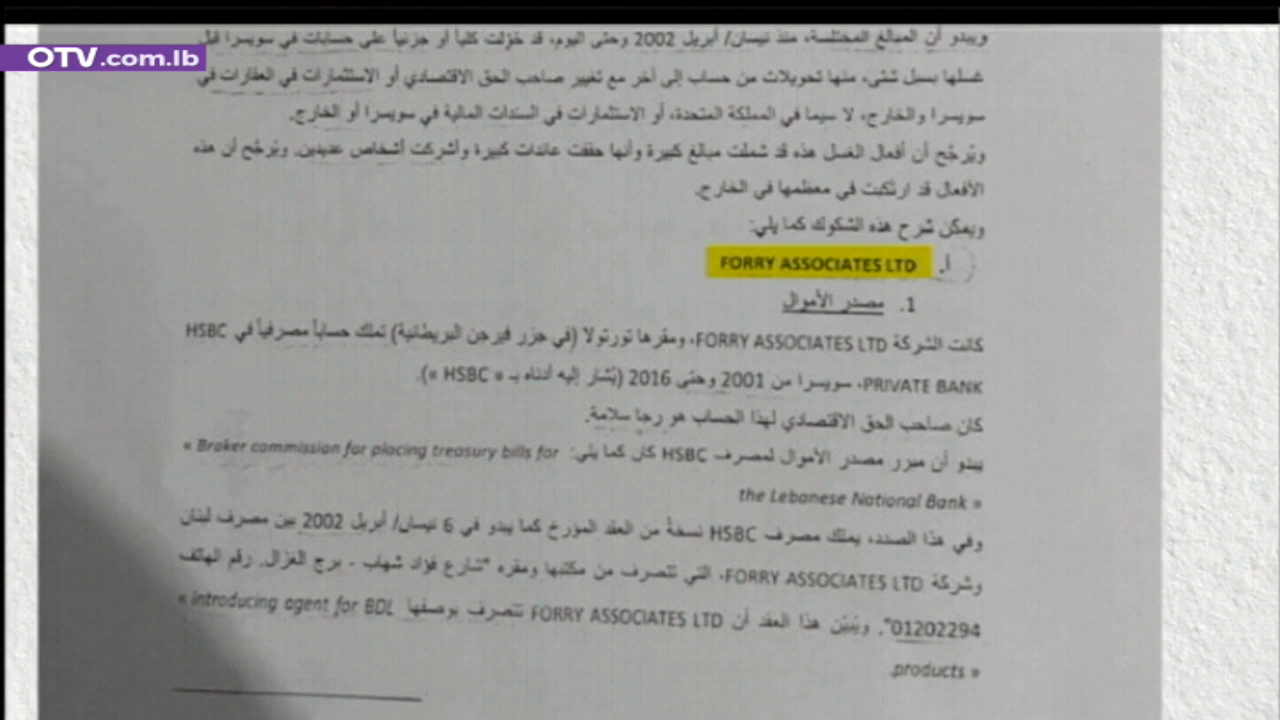 OTV.com.lb
ويبدو أن المبالغ المختلسة، منذ نيسان/ أبريل 2002 وحتى اليوم، قد حُوّلت كلياً أو جزئياً على حسابات في سويسرا قبل
غسلها بسبل شتى، منها تحويلات من حساب إلى آخر مع تغيير صاحب الحق الاقتصادي أو الاستثمارات في العقارات في
سويسرا والخارج، لا سيما في المملكة المتحدة، أو الاستثمارات في السندات المالية في سويسرا أو الخارج.
ويُرجَّح أن أفعال الغسل هذه قد شملت مبالغ كبيرة وأنها حققت عائدات كبيرة وأشركت أشخاص عديدين. ويُرجَّح أن هذه
الأفعال قد ارتُكبت في معظمها في الخارج.
ويمكن شرح هذه الشكوك كما يلي:
أ. FORRY ASSOCIATES LTD
1. مصدر الأموال
كانت الشركة FORRY ASSOCIATES LTD، ومقرها تورتولا (في جزر فيرجن البريطانية) تملك حساباً مصرفياً في HSBC
PRIVATE BANK، سويسرا من 2001 وحتى 2016 (يُشار إليه أدناه بـ « HSBC »).
كان صاحب الحق الاقتصادي لهذا الحساب هو رجا سلامة.
يبدو أن مبرر مصدر الأموال لمصرف HSBC كان كما يلي: « Broker commission for placing treasury bills for
the Lebanese National Bank »
وفي هذا الصدد، يملك مصرف HSBC نسخةً من العقد المؤرخ كما يبدو في 6 نيسان/ أبريل 2002 بين مصرف لبنان
وشركة FORRY ASSOCIATES LTD، التي تتصرف من مكتبها ومقره "شارع فؤاد شهاب - برج الغزال. رقم الهاتف
01202294". ويُبيّن هذا العقد أن FORRY ASSOCIATES LTD تتصرف بوصفها « introducing agent for BDL
products ».